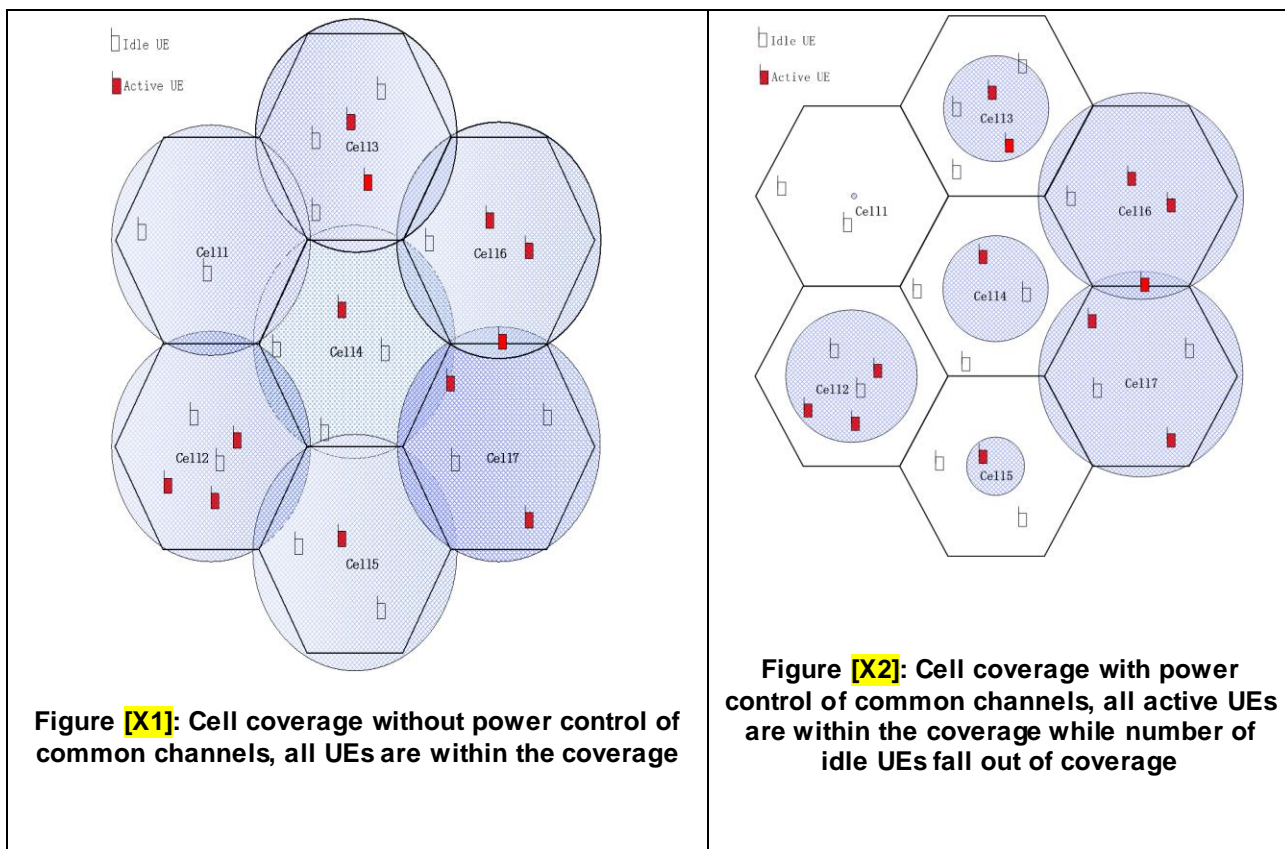 Idle UE
Active UE
Cell3
Cell1
Cell6
Cell4
Cell2
Cell7
Cell5
Figure [X1]: Cell coverage without power control of
common channels, all UEs are within the coverage
Idle UE
Active UE
Cell3
Cell1
Cell6
Cell4
Cell2
Cell7
Cell5
Figure [X2]: Cell coverage with power
control of common channels, all active UEs
are within the coverage while number of
idle UEs fall out of coverage